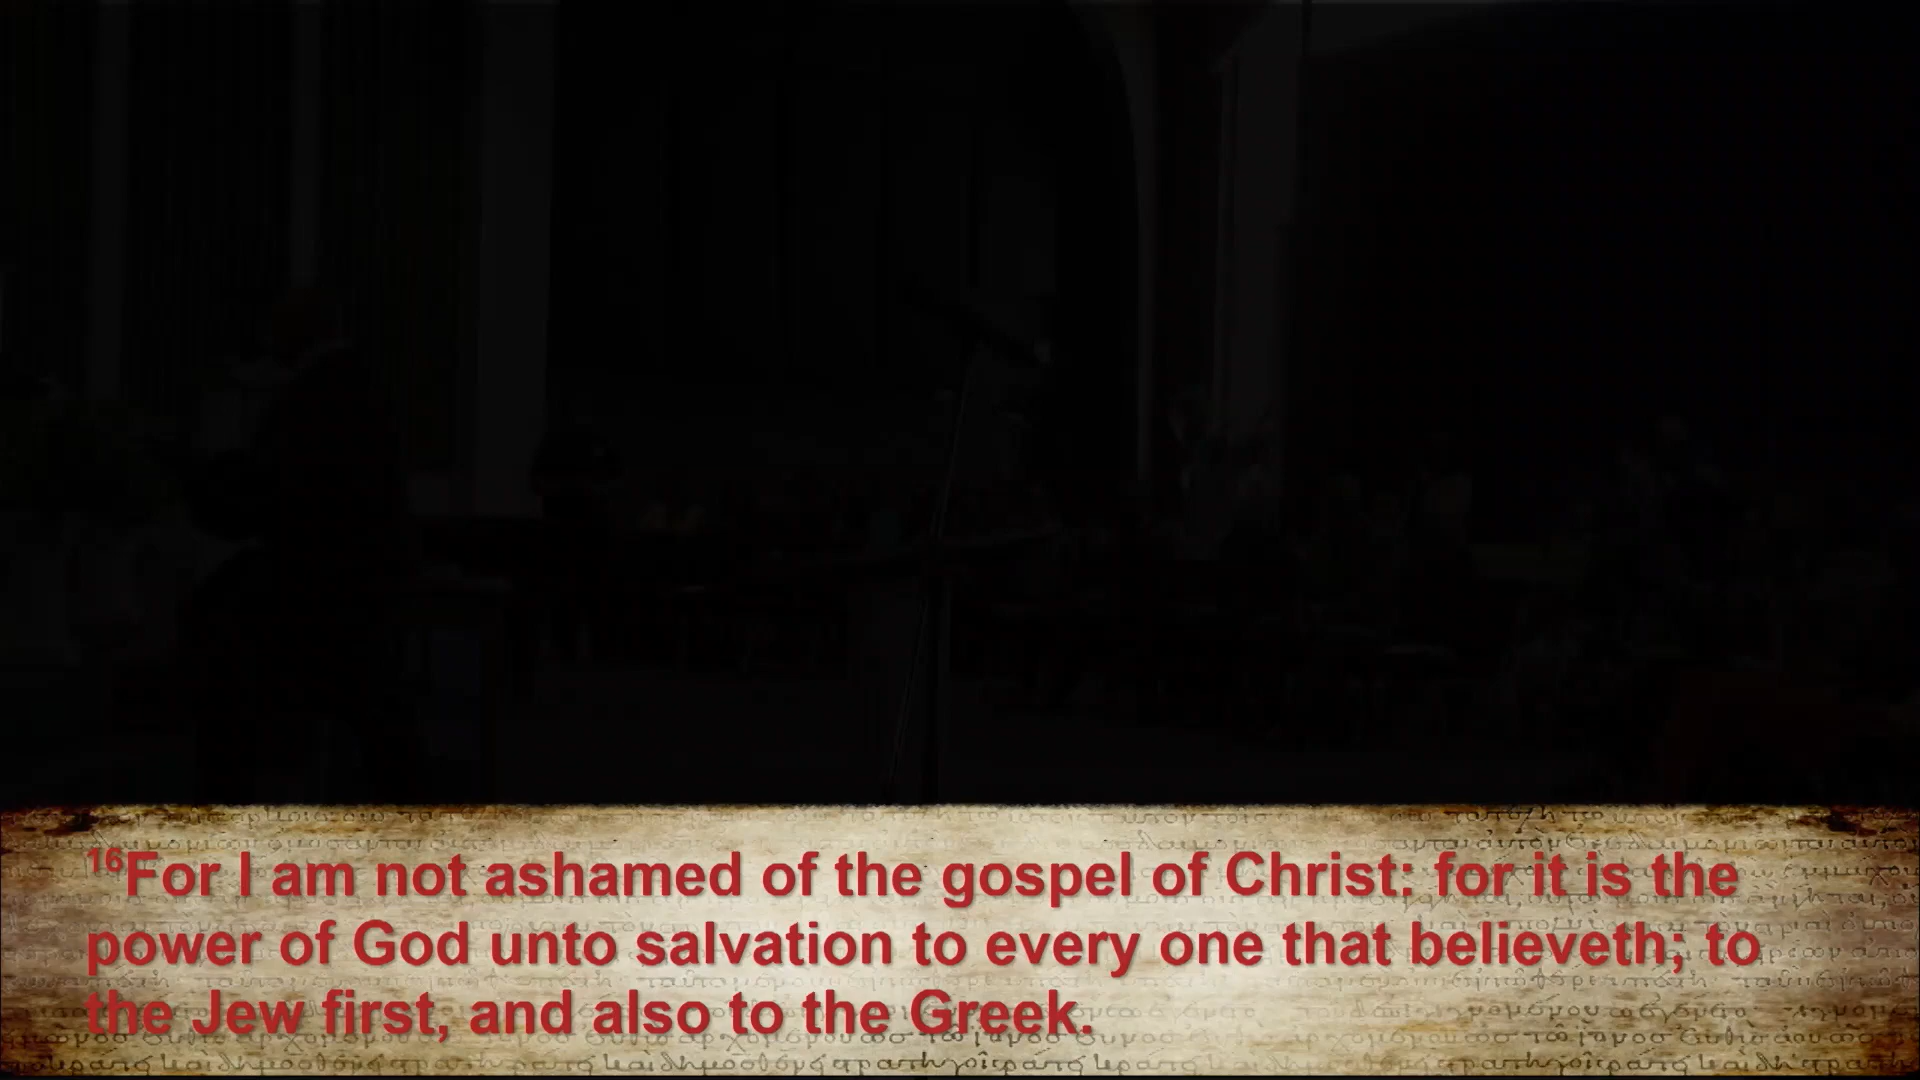 ¹⁶For I am not ashamed of the gospel of Christ: for it is the
power of God unto salvation to every one that believeth; to
the Jew first, and also to the Greek.